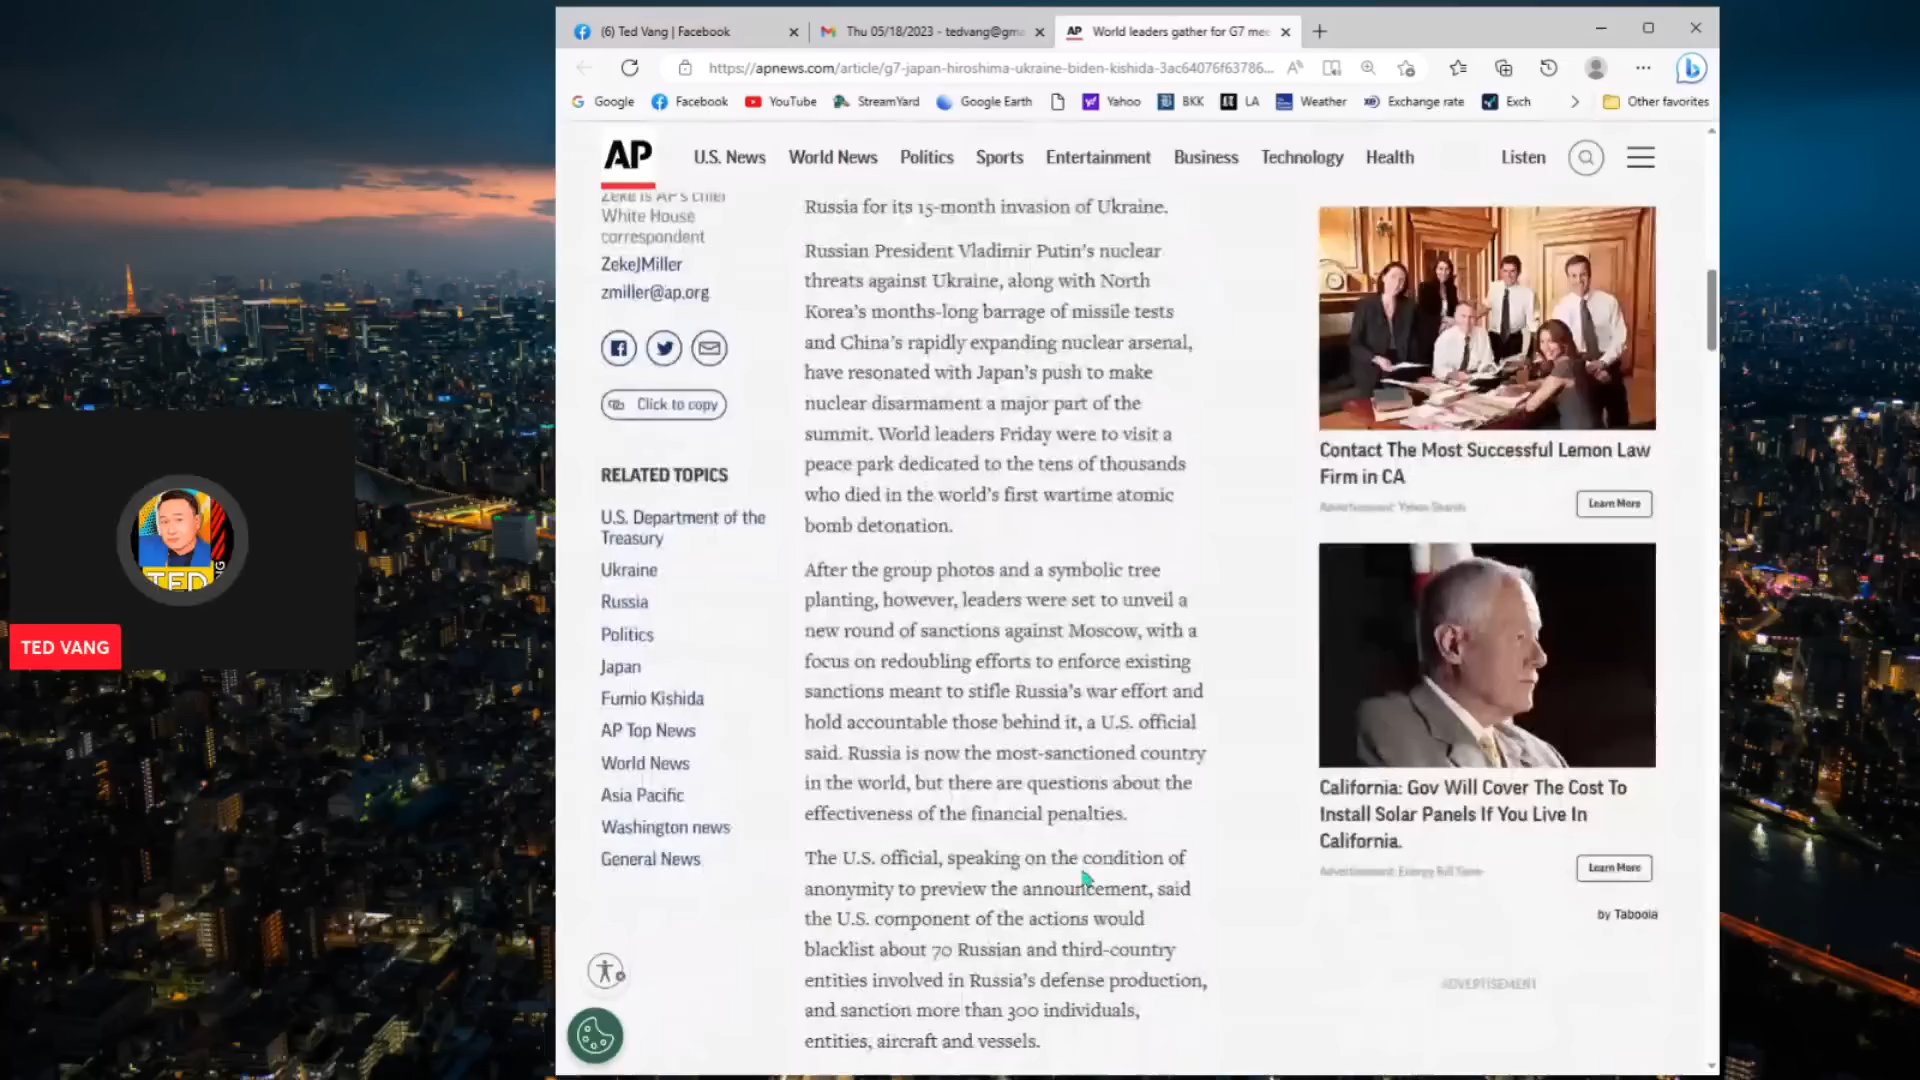 (6) Ted Vang | Facebook
Thu 05/18/2023 - tedvang@gma
AP World leaders gather for G7 mee
https://apnews.com/article/g7-japan-hiroshima-ukraine-biden-kishida-3ac64076f63786...
Google Facebook YouTube StreamYard Google Earth Yahoo BKK LA Weather Exchange rate Exch Other favorites
AP U.S. News World News Politics Sports Entertainment Business Technology Health Listen
Zeke is AP's chief
White House
correspondent
ZekeJMiller
zmiller@ap.org
Click to copy
RELATED TOPICS
U.S. Department of the
Treasury
Ukraine
Russia
Politics
Japan
Fumio Kishida
AP Top News
World News
Asia Pacific
Washington news
General News
Russia for its 15-month invasion of Ukraine.
Russian President Vladimir Putin's nuclear
threats against Ukraine, along with North
Korea's months-long barrage of missile tests
and China's rapidly expanding nuclear arsenal,
have resonated with Japan's push to make
nuclear disarmament a major part of the
summit. World leaders Friday were to visit a
peace park dedicated to the tens of thousands
who died in the world's first wartime atomic
bomb detonation.
After the group photos and a symbolic tree
planting, however, leaders were set to unveil a
new round of sanctions against Moscow, with a
focus on redoubling efforts to enforce existing
sanctions meant to stifle Russia's war effort and
hold accountable those behind it, a U.S. official
said. Russia is now the most-sanctioned country
in the world, but there are questions about the
effectiveness of the financial penalties.
The U.S. official, speaking on the condition of
anonymity to preview the announcement, said
the U.S. component of the actions would
blacklist about 70 Russian and third-country
entities involved in Russia's defense production,
and sanction more than 300 individuals,
entities, aircraft and vessels.
Contact The Most Successful Lemon Law
Firm in CA
Advertisement: Yahoo Search
Learn More
California: Gov Will Cover The Cost To
Install Solar Panels If You Live In
California.
Advertisement: Energy Bill
Learn More
by Taboola
ADVERTISEMENT
TED
TED VANG